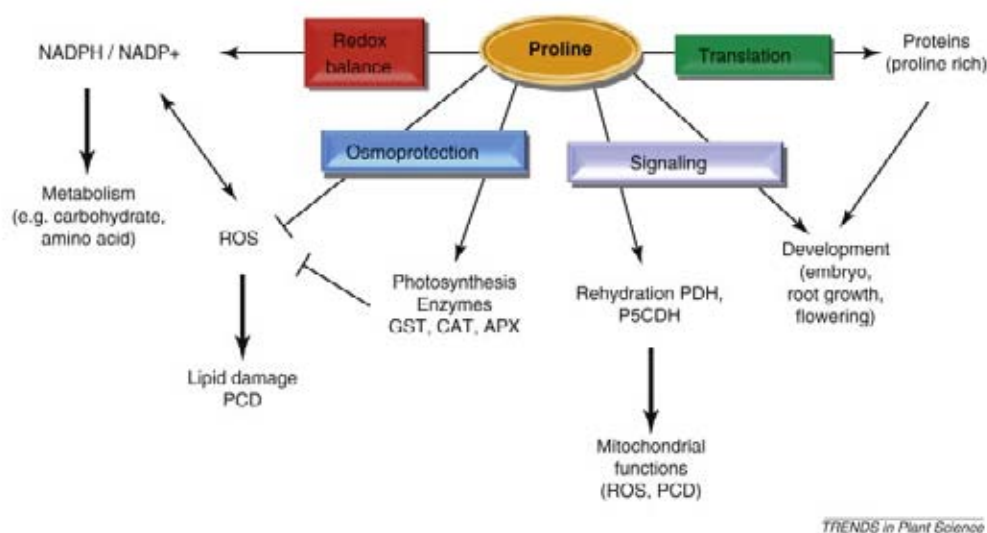 NADPH / NADP+
Redox
balance
Proline
Translation
Proteins
(proline rich)
Osmoprotection
Signaling
Metabolism
(e.g. carbohydrate,
amino acid)
ROS
Photosynthesis
Enzymes
GST, CAT, APX
Rehydration PDH,
P5CDH
Development
(embryo,
root growth,
flowering)
Lipid damage
PCD
Mitochondrial
functions
(ROS, PCD)
TRENDS in Plant Science